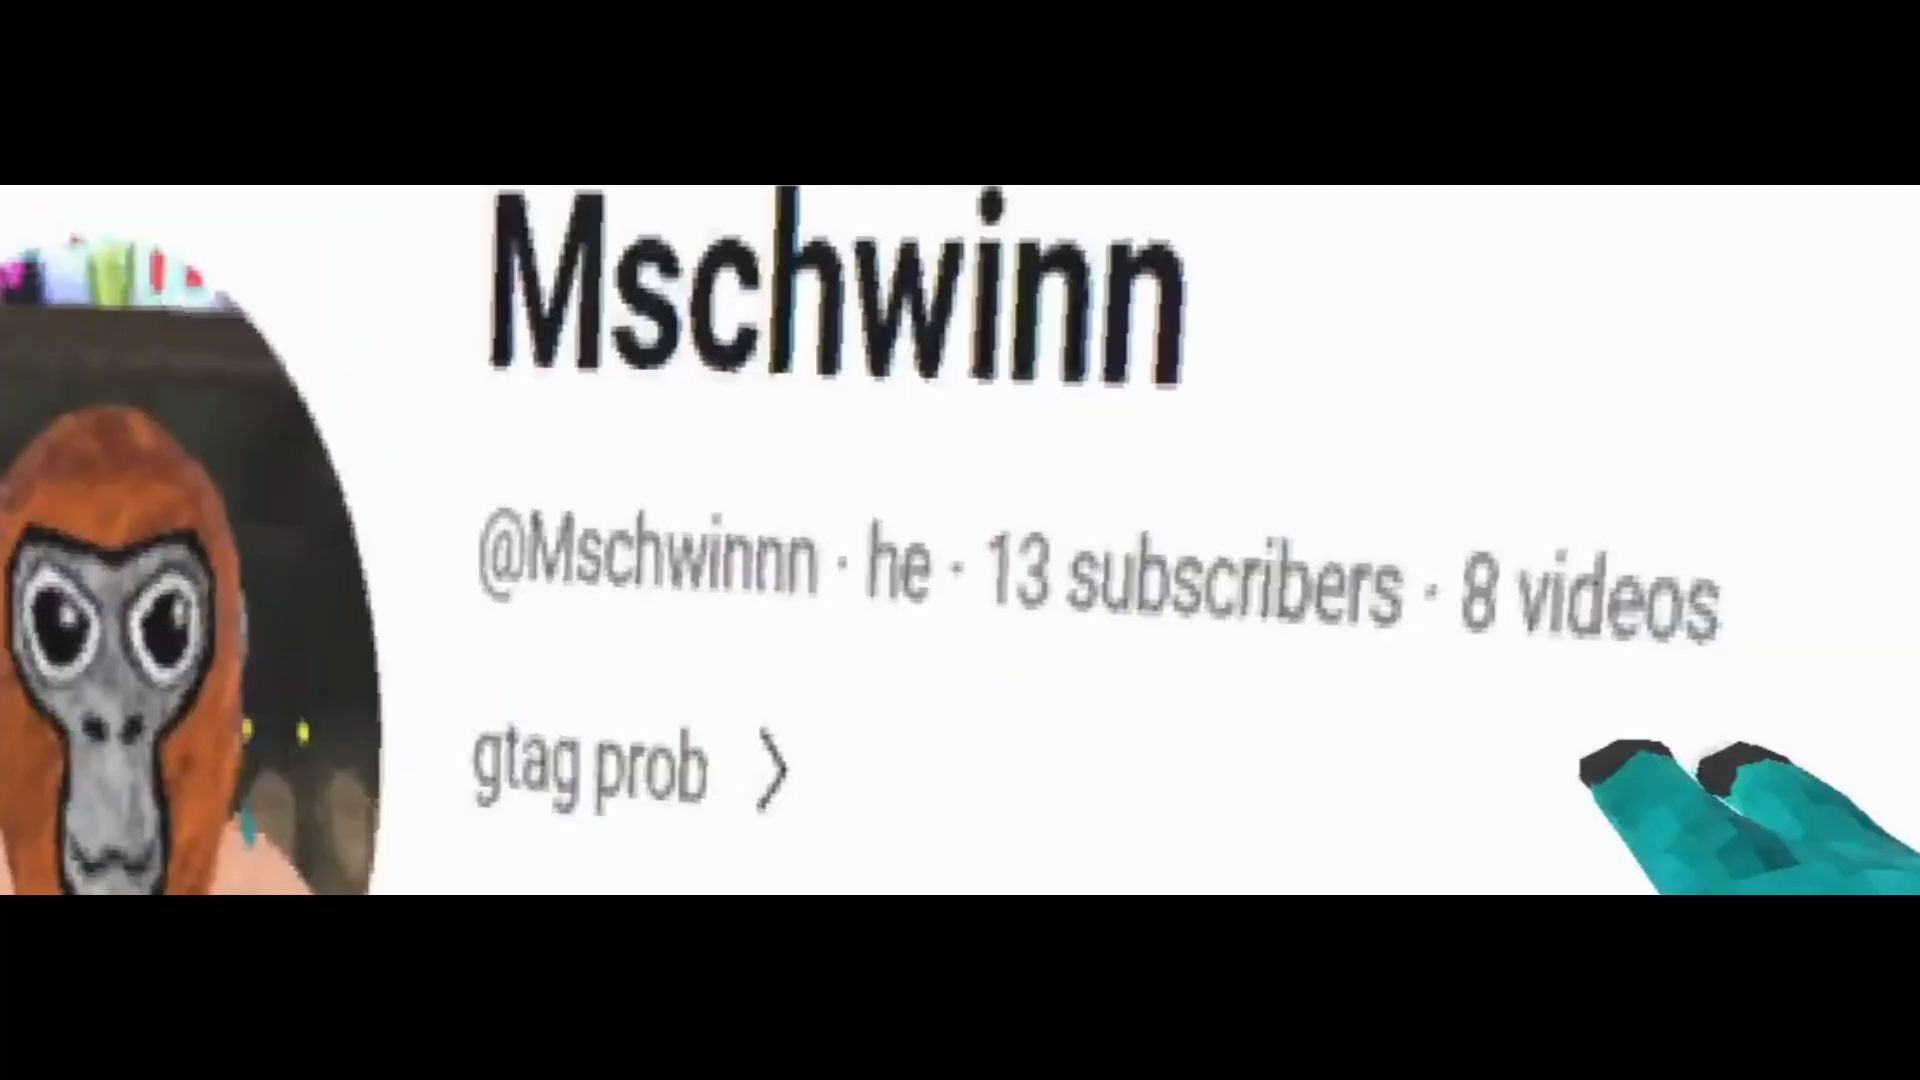 Mschwinn
@Mschwinnn · he · 13 subscribers · 8 videos
gtag prob >